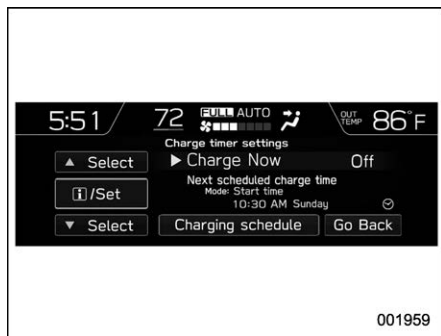 5:51 72 FULL AUTO OUT TEMP 86°F
Charge timer settings
▲ Select ▶ Charge Now Off
Next scheduled charge time
i/Set Mode: Start time
10:30 AM Sunday
▼ Select Charging schedule Go Back
001959